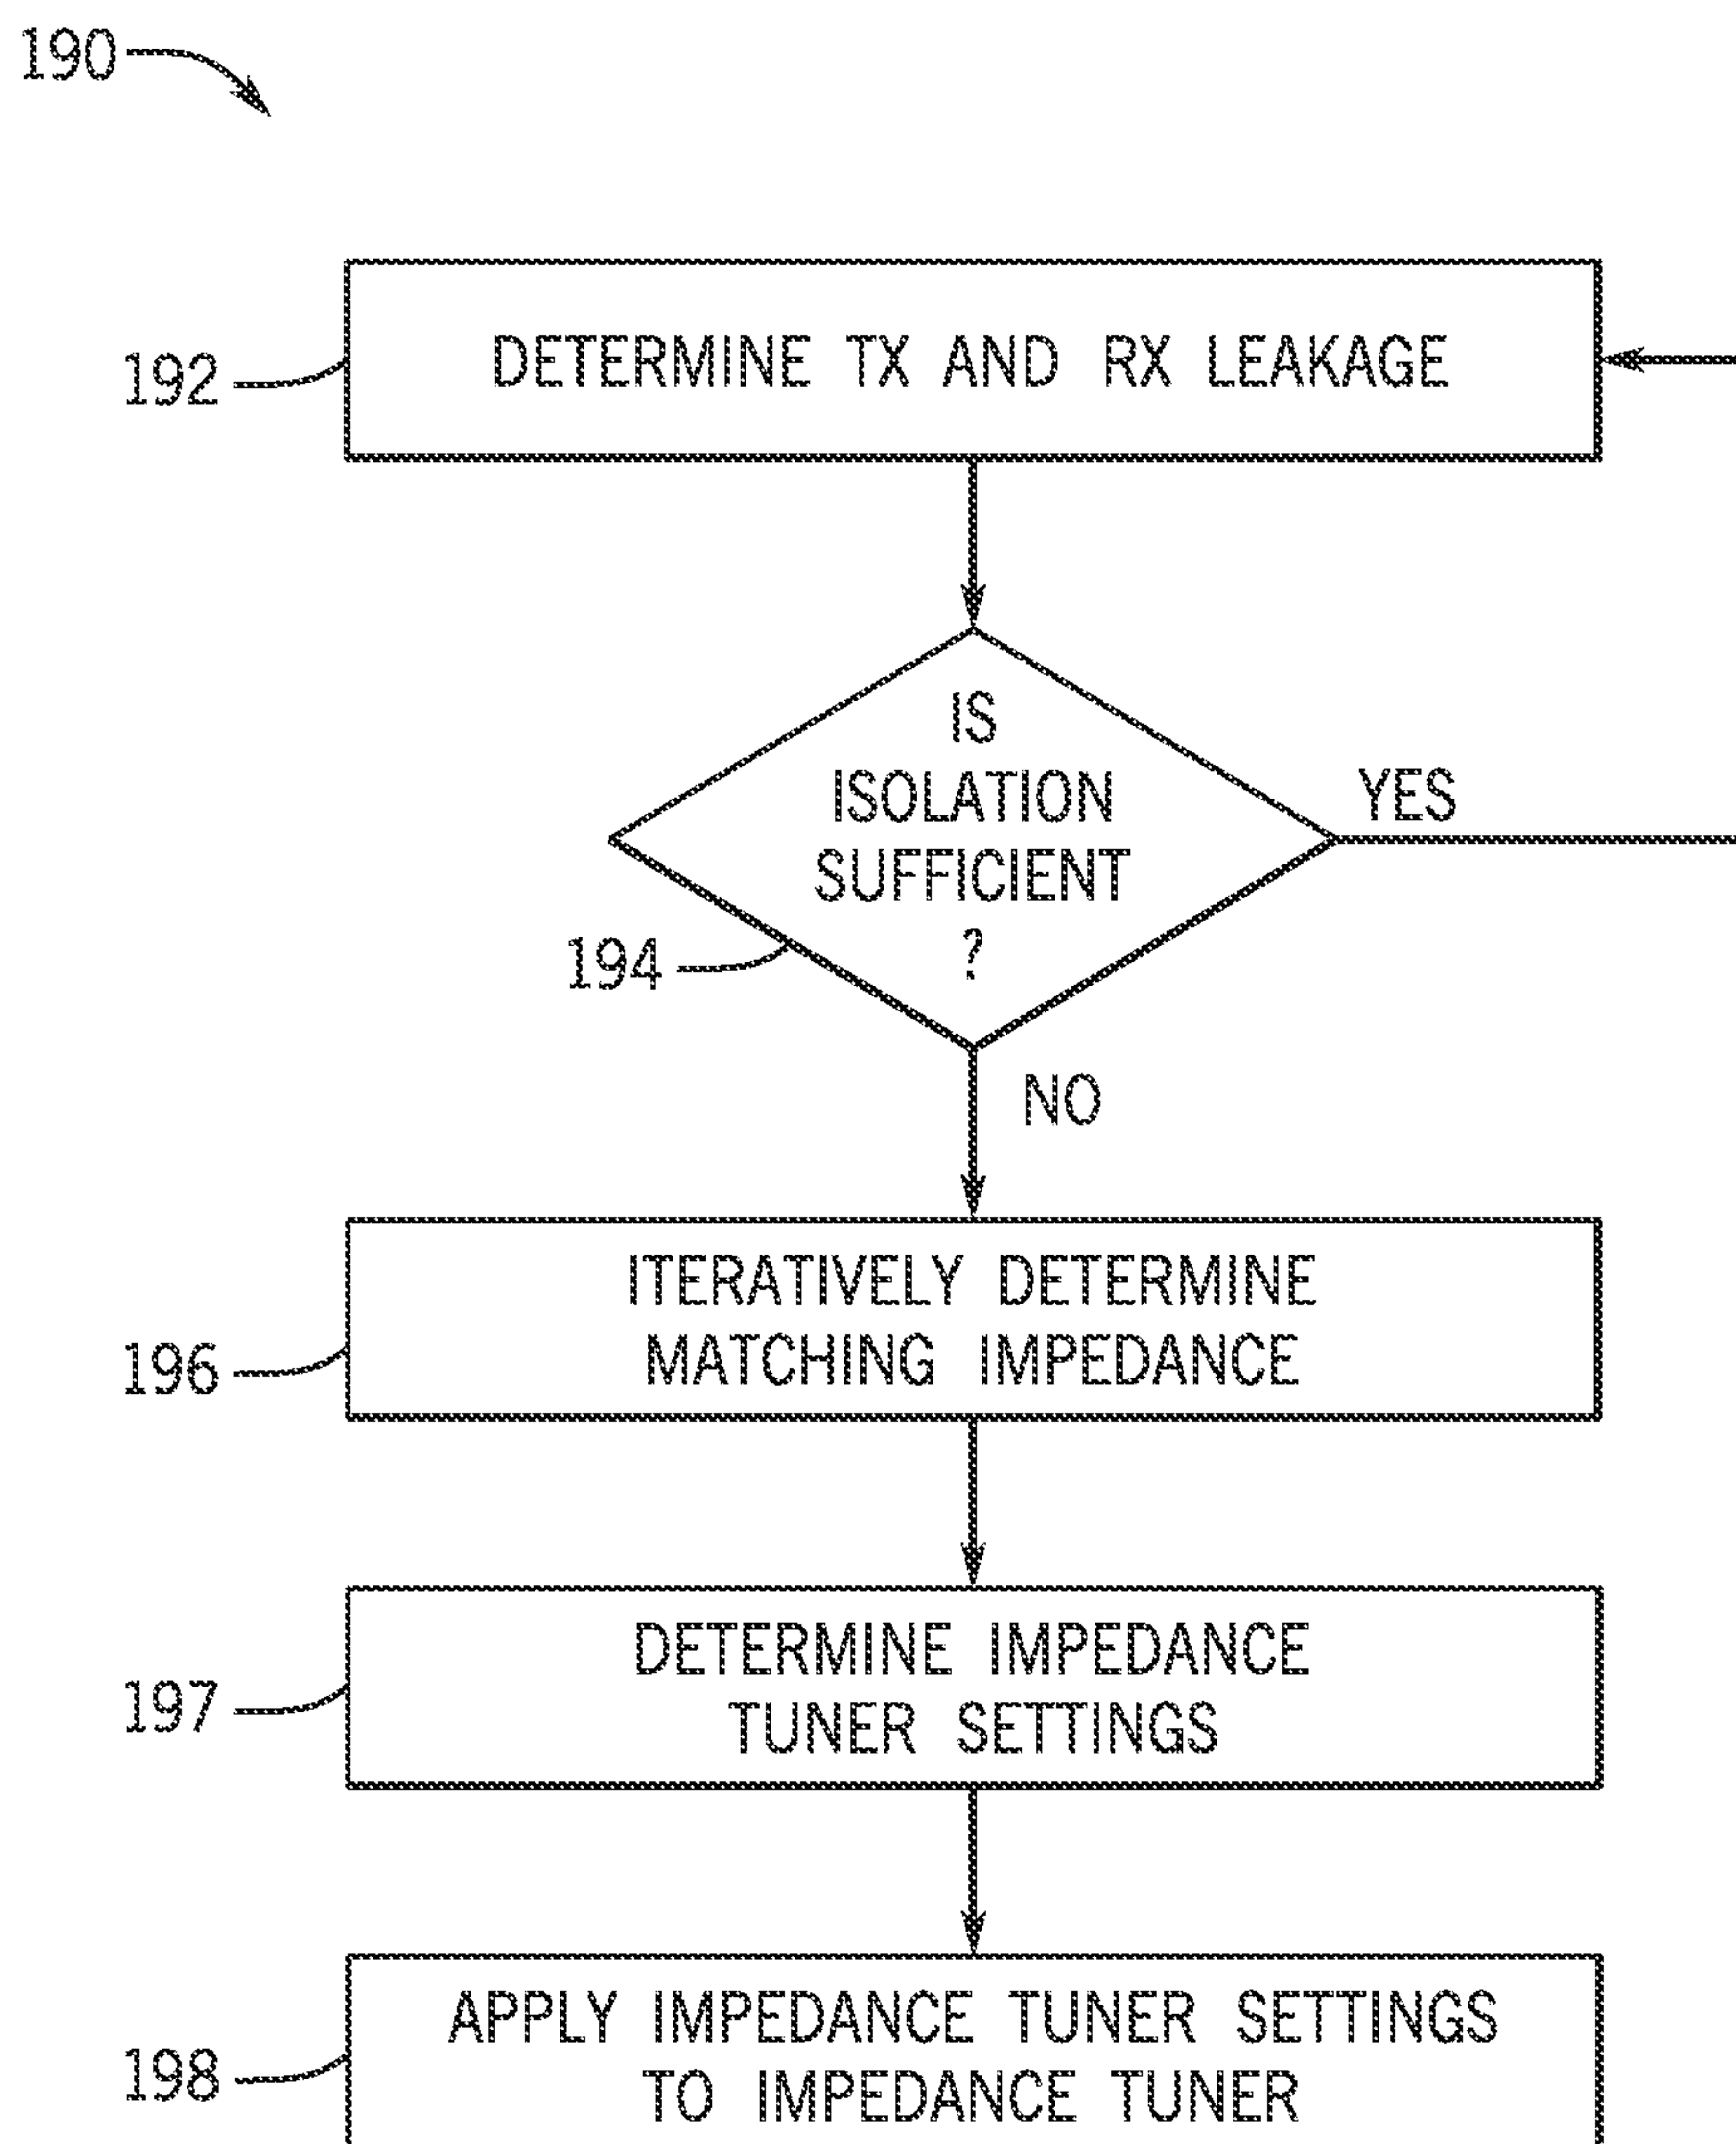 190
DETERMINE TX AND RX LEAKAGE
192
IS
ISOLATION
SUFFICIENT
?
YES
194
NO
ITERATIVELY DETERMINE
MATCHING IMPEDANCE
196
DETERMINE IMPEDANCE
TUNER SETTINGS
197
APPLY IMPEDANCE TUNER SETTINGS
TO IMPEDANCE TUNER
198